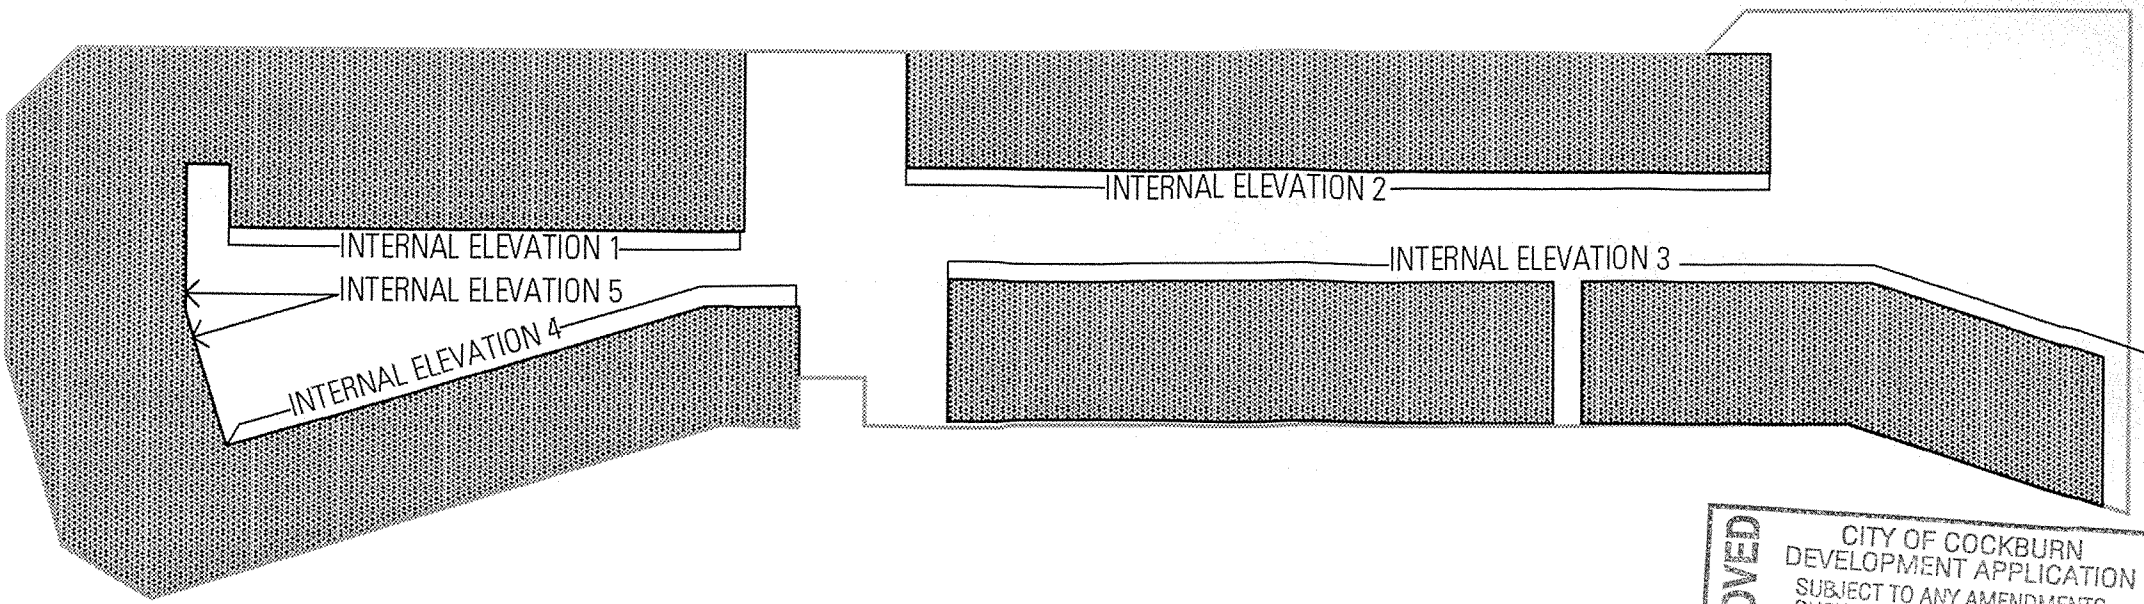 INTERNAL ELEVATION 1
INTERNAL ELEVATION 2
INTERNAL ELEVATION 3
INTERNAL ELEVATION 5
INTERNAL ELEVATION 4
CITY OF COCKBURN
DEVELOPMENT APPLICATION
SUBJECT TO ANY AMENDMENTS